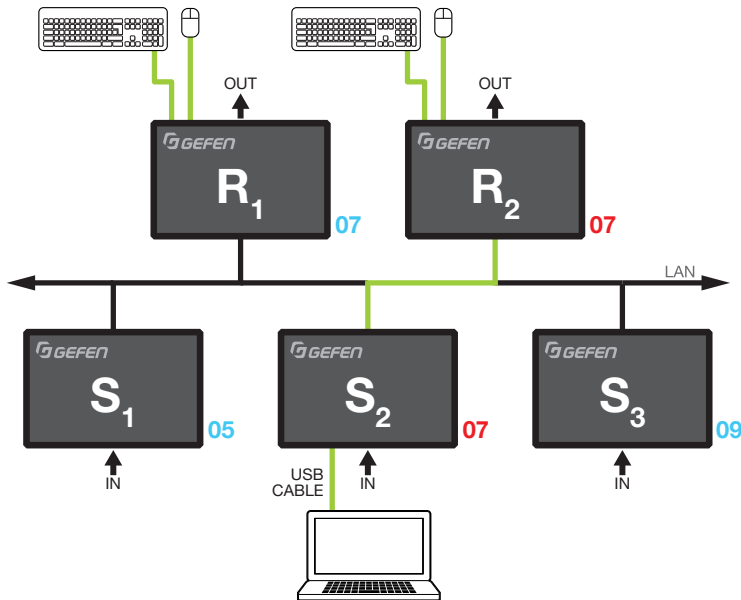 OUT
OUT
GEFEN
GEFEN
R1
R2
07
07
LAN
GEFEN
GEFEN
GEFEN
S1
S2
S3
05
07
09
IN
USB
CABLE
IN
IN